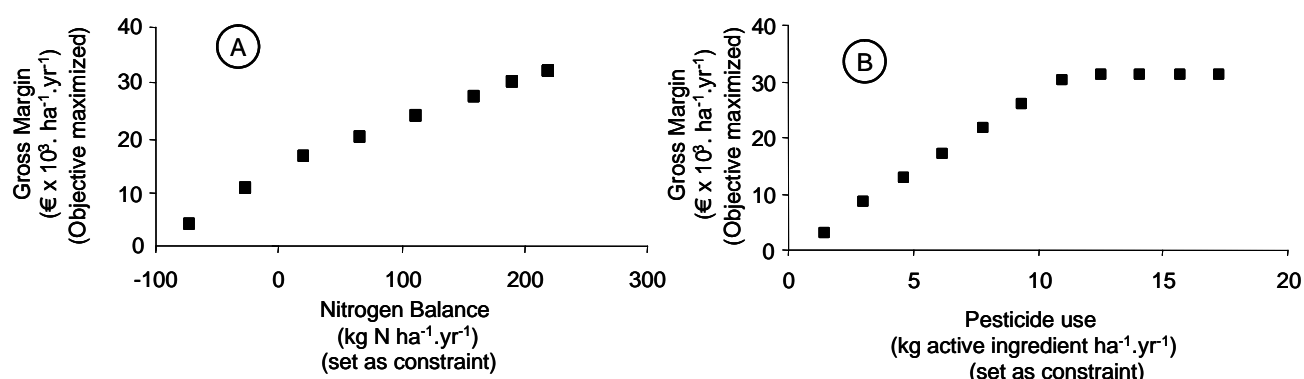 Gross Margin
(€ x 10³. ha⁻¹.yr⁻¹)
(Objective maximized)
40
30
20
10
0
A
-100
0
100
200
300
Nitrogen Balance
(kg N ha⁻¹.yr⁻¹)
(set as constraint)
Gross Margin
(€ x 10³. ha⁻¹.yr⁻¹)
(Objective maximized)
40
30
20
10
0
B
0
5
10
15
20
Pesticide use
(kg active ingredient ha⁻¹.yr⁻¹)
(set as constraint)